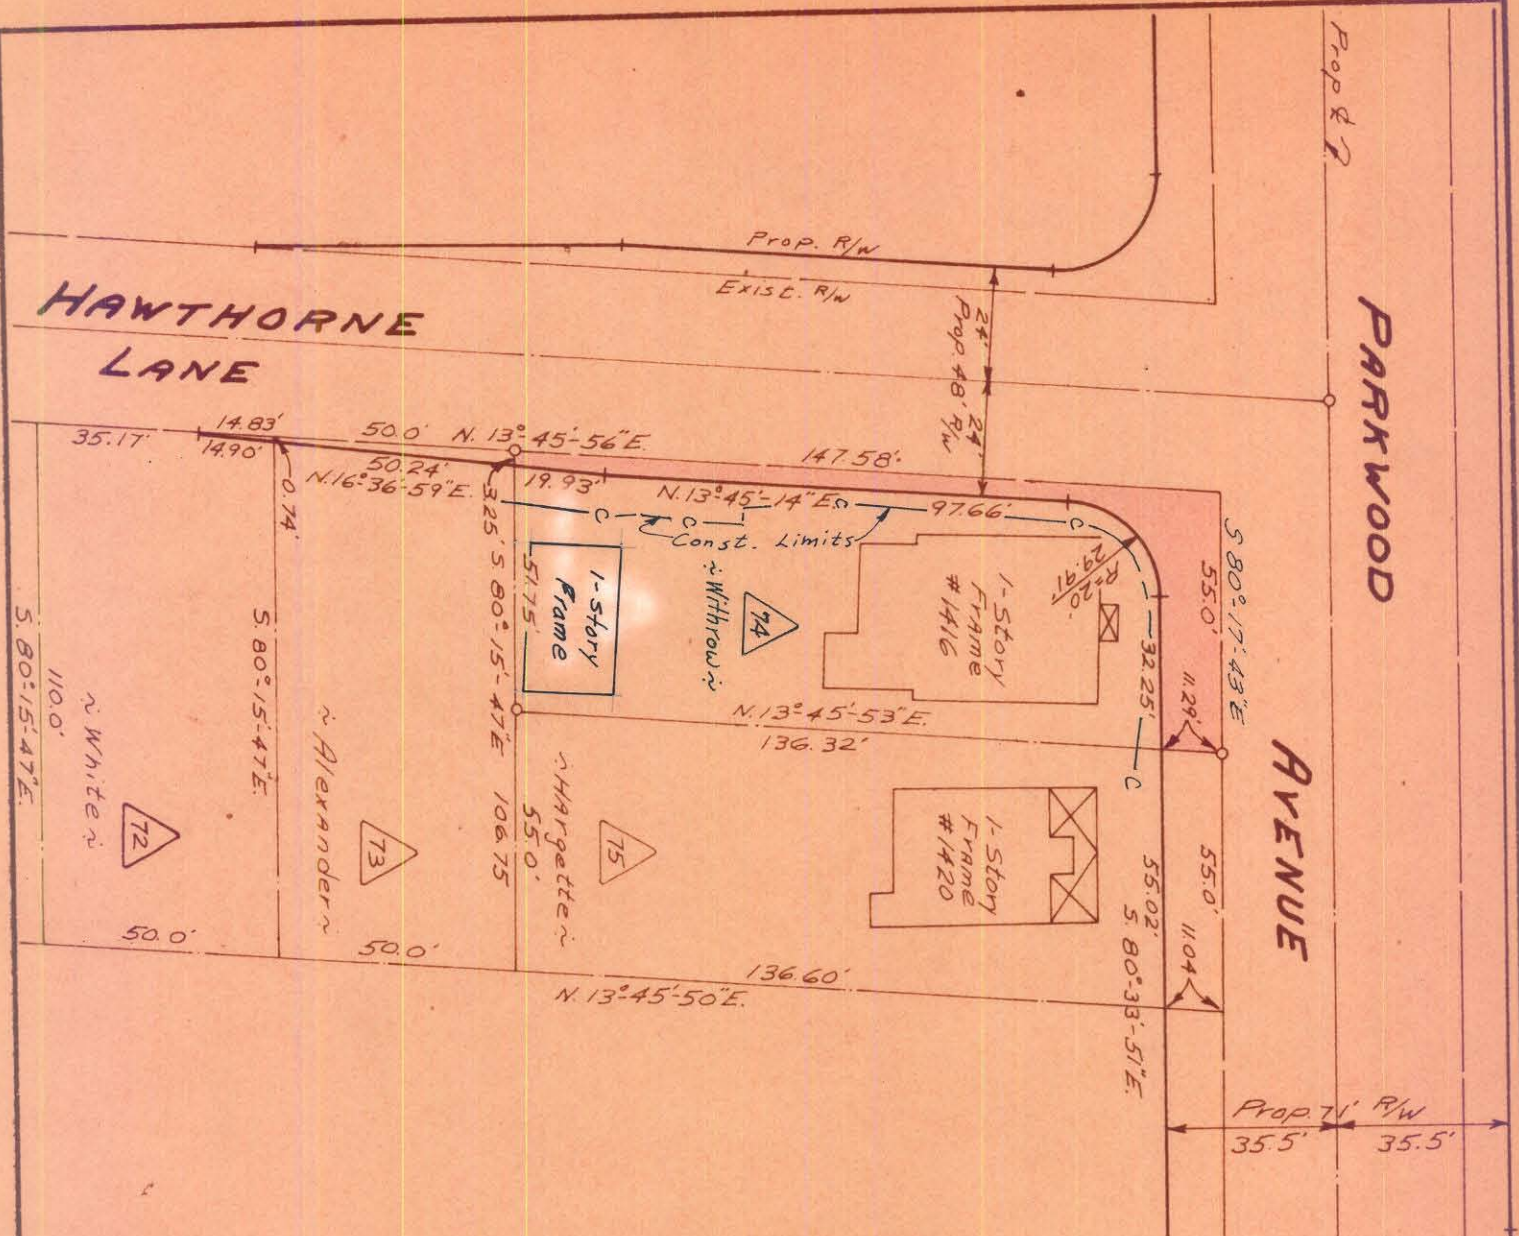 Prop ℄
PARKWOOD
AVENUE
Prop. R/W
Exist. R/W
24'
24'
Prop. 48' R/W
HAWTHORNE
LANE
35.17'
14.83'
14.90'
50.0'
N. 13°-45'-56"E.
50.24'
N.16°-36'-59"E.
147.58'
19.93'
N.13°-45'-14"E.
97.66'
0.74'
3.25'
C
C
C
C
C
Const. Limits
R=20'
29.91'
S 80°-17'-43"E
55.0'
32.25'
11.29'
1-Story
Frame
#1416
74
~Withrow~
1-Story
Frame
51.75'
S 80°-15'-47"E
106.75
55.0'
N.13°-45'-53"E.
136.32'
~HArgette~
75
1-Story
Frame
#1420
55.0'
11.04'
55.02'
S. 80°-33'-51"E.
136.60'
N. 13°-45'-50"E.
~Alexander~
73
50.0'
S. 80°-15'-47"E.
~White~
72
50.0'
110.0'
S. 80°-15'-47"E.
Prop. 71' R/W
35.5'
35.5'